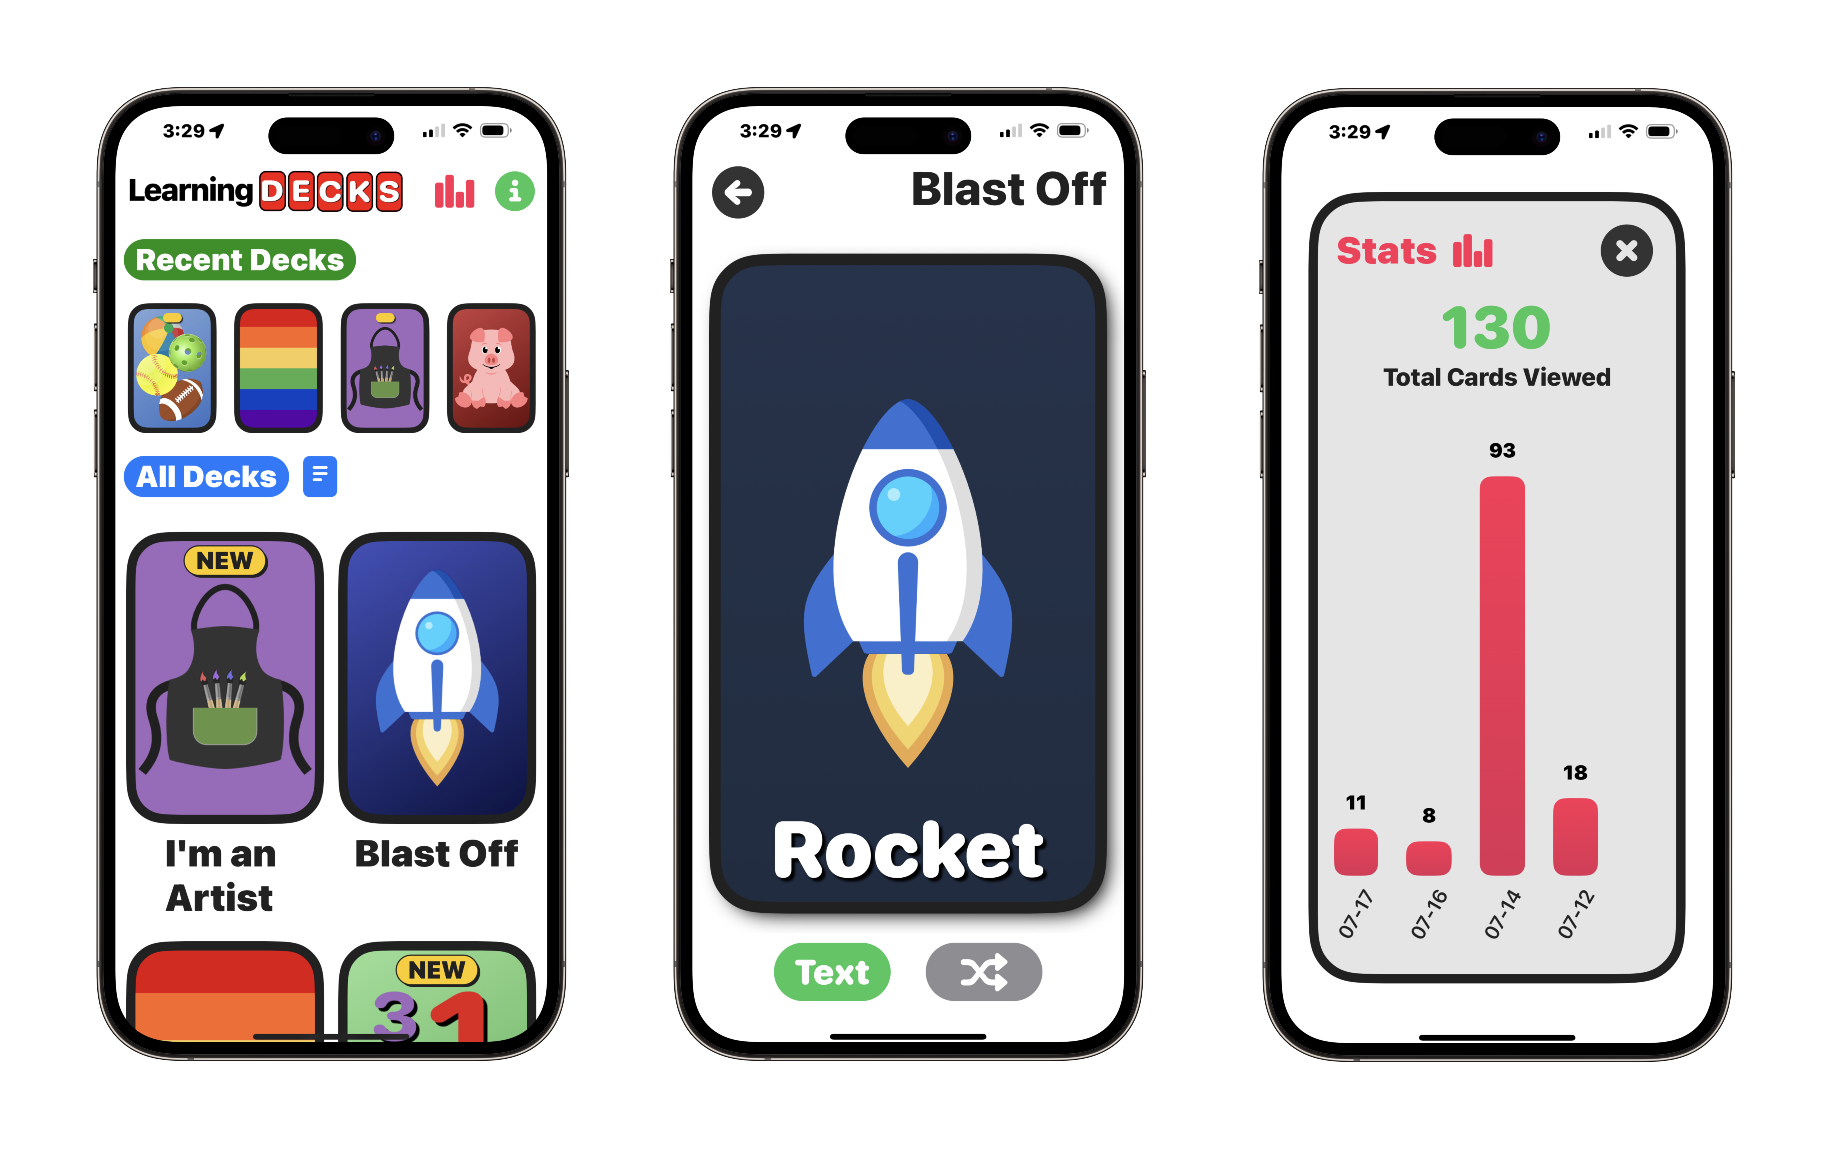 3:29
Learning DECKS
Recent Decks
All Decks
NEW
I'm an
Artist
Blast Off
NEW
3 1
3:29
Blast Off
Rocket
Text
3:29
Stats
130
Total Cards Viewed
93
18
11
8
07-17
07-16
07-14
07-12